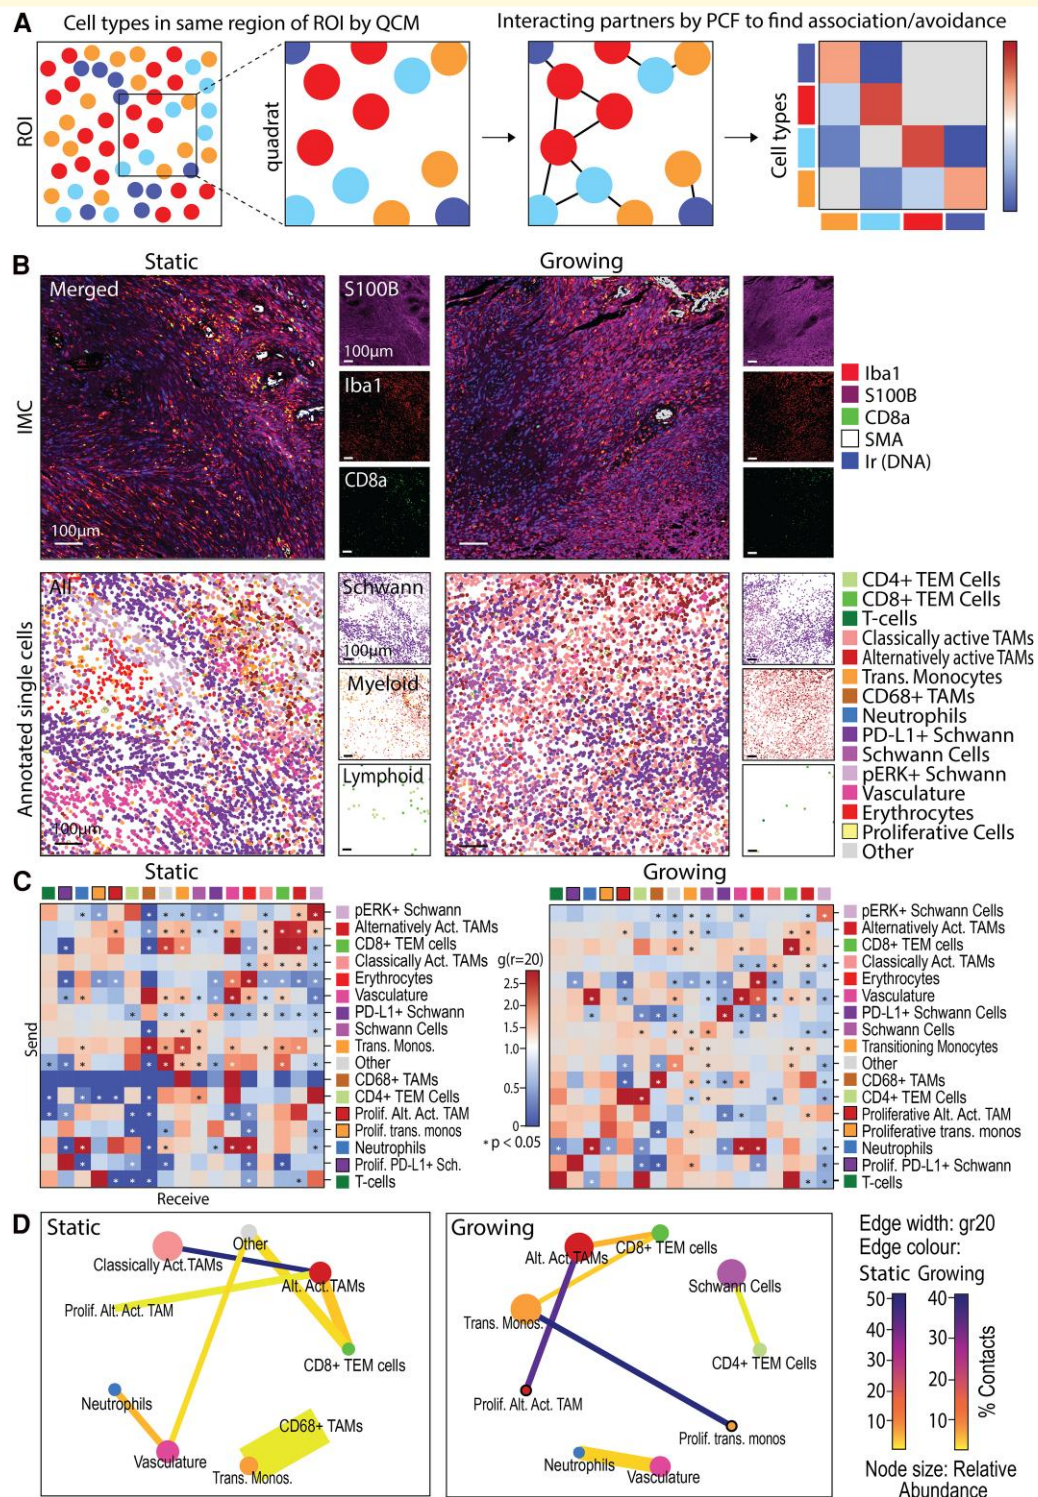 A
Cell types in same region of ROI by QCM
Interacting partners by PCF to find association/avoidance
ROI
quadrat
Cell types
B
Static
Growing
IMC
Merged
100μm
S100B
100μm
Iba1
CD8a
Iba1
S100B
CD8a
SMA
Ir (DNA)
Annotated single cells
All
100μm
Schwann
100μm
Myeloid
Lymphoid
CD4+ TEM Cells
CD8+ TEM Cells
T-cells
Classically active TAMs
Alternatively active TAMs
Trans. Monocytes
CD68+ TAMs
Neutrophils
PD-L1+ Schwann
Schwann Cells
pERK+ Schwann
Vasculature
Erythrocytes
Proliferative Cells
Other
C
Static
Growing
Send
Receive
pERK+ Schwann
Alternatively Act. TAMs
CD8+ TEM cells
Classically Act. TAMs
Erythrocytes
Vasculature
PD-L1+ Schwann
Schwann Cells
Trans. Monos.
Other
CD68+ TAMs
CD4+ TEM Cells
Prolif. Alt. Act. TAM
Prolif. trans. monos
Neutrophils
Prolif. PD-L1+ Sch.
T-cells
g(r=20)
2.5
2.0
1.5
1.0
0.5
0
* p < 0.05
pERK+ Schwann Cells
Alternatively Act. TAMs
CD8+ TEM cells
Classically Act. TAMs
Erythrocytes
Vasculature
PD-L1+ Schwann Cells
Schwann Cells
Transitioning Monocytes
Other
CD68+ TAMs
CD4+ TEM Cells
Proliferative Alt. Act. TAM
Proliferative trans. monos
Neutrophils
Prolif. PD-L1+ Schwann
T-cells
D
Static
Other
Classically Act.TAMs
Alt. Act.TAMs
Prolif. Alt. Act. TAM
CD8+ TEM cells
Neutrophils
CD68+ TAMs
Vasculature
Trans. Monos.
Growing
Alt. Act.TAMs
CD8+ TEM cells
Schwann Cells
Trans. Monos.
CD4+ TEM Cells
Prolif. Alt. Act. TAM
Prolif. trans. monos
Neutrophils
Vasculature
Edge width: gr20
Edge colour:
Static Growing
50
40
30
20
10
40
30
20
10
% Contacts
Node size: Relative
Abundance